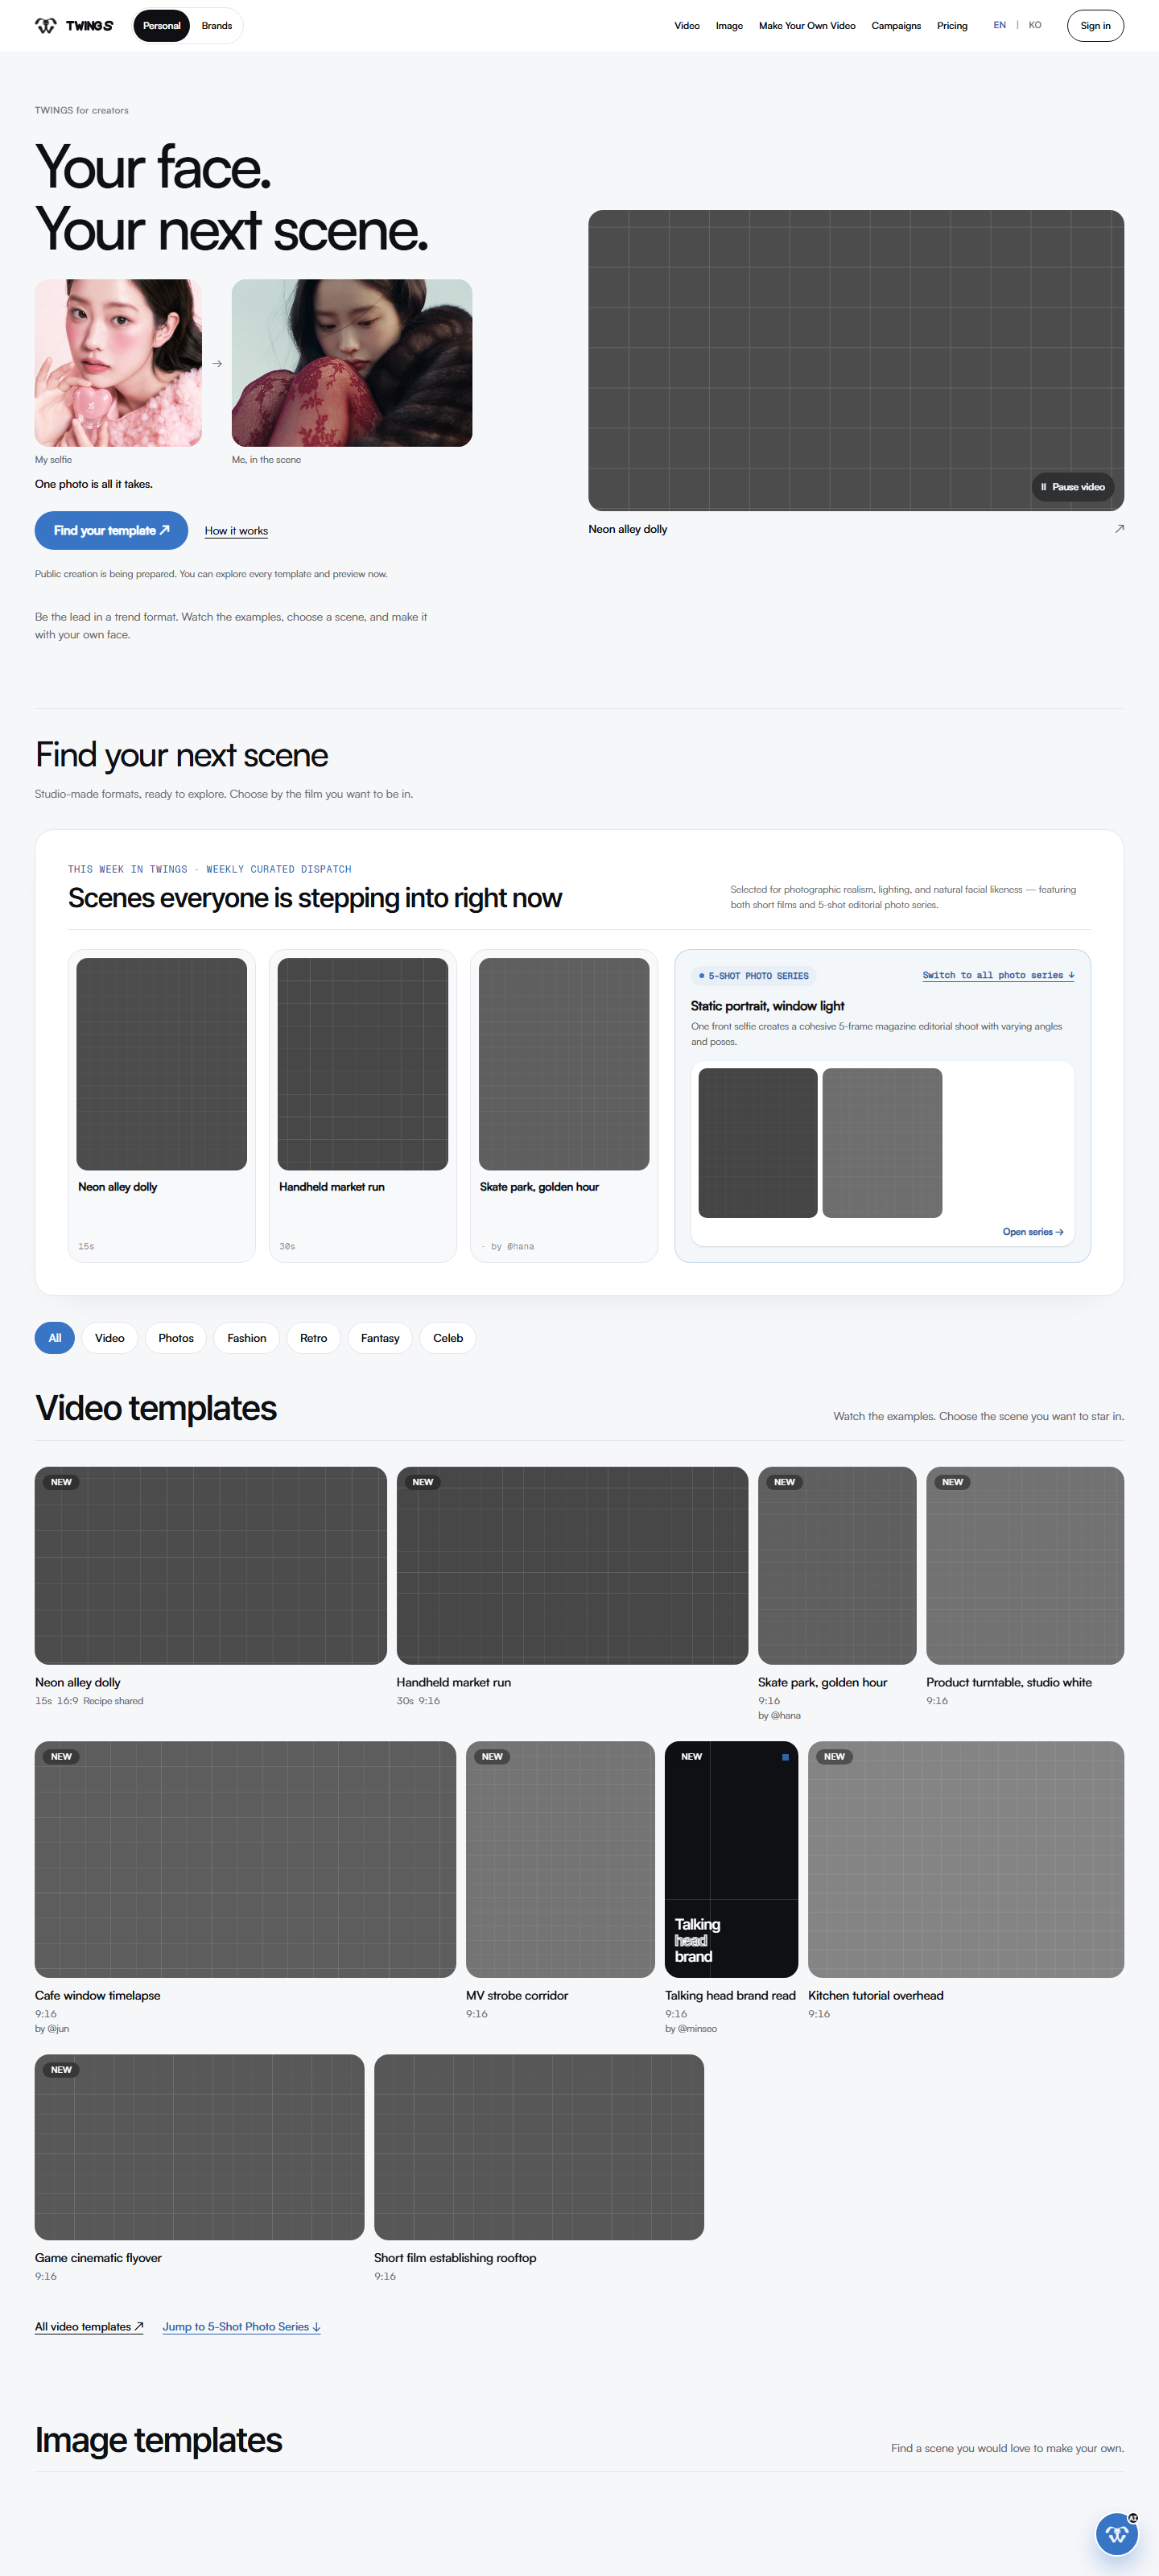 TWINGS
Personal
Brands
Video
Image
Make Your Own Video
Campaigns
Pricing
EN | KO
Sign in
TWINGS for creators
Your face.
Your next scene.
→
My selfie
Me, in the scene
One photo is all it takes.
Find your template ↗
How it works
Public creation is being prepared. You can explore every template and preview now.
Be the lead in a trend format. Watch the examples, choose a scene, and make it
with your own face.
Pause video
Neon alley dolly
↗
Find your next scene
Studio-made formats, ready to explore. Choose by the film you want to be in.
THIS WEEK IN TWINGS · WEEKLY CURATED DISPATCH
Scenes everyone is stepping into right now
Selected for photographic realism, lighting, and natural facial likeness — featuring
both short films and 5-shot editorial photo series.
Neon alley dolly
15s
Handheld market run
30s
Skate park, golden hour
· by @hana
5-SHOT PHOTO SERIES
Switch to all photo series ↓
Static portrait, window light
One front selfie creates a cohesive 5-frame magazine editorial shoot with varying angles
and poses.
Open series →
All
Video
Photos
Fashion
Retro
Fantasy
Celeb
Video templates
Watch the examples. Choose the scene you want to star in.
NEW
NEW
NEW
NEW
Neon alley dolly
15s 16:9 Recipe shared
Handheld market run
30s 9:16
Skate park, golden hour
9:16
by @hana
Product turntable, studio white
9:16
NEW
NEW
NEW
NEW
Talking
head
brand
Cafe window timelapse
9:16
by @jun
MV strobe corridor
9:16
Talking head brand read
9:16
by @minseo
Kitchen tutorial overhead
9:16
NEW
Game cinematic flyover
9:16
Short film establishing rooftop
9:16
All video templates ↗
Jump to 5-Shot Photo Series ↓
Image templates
Find a scene you would love to make your own.
AI